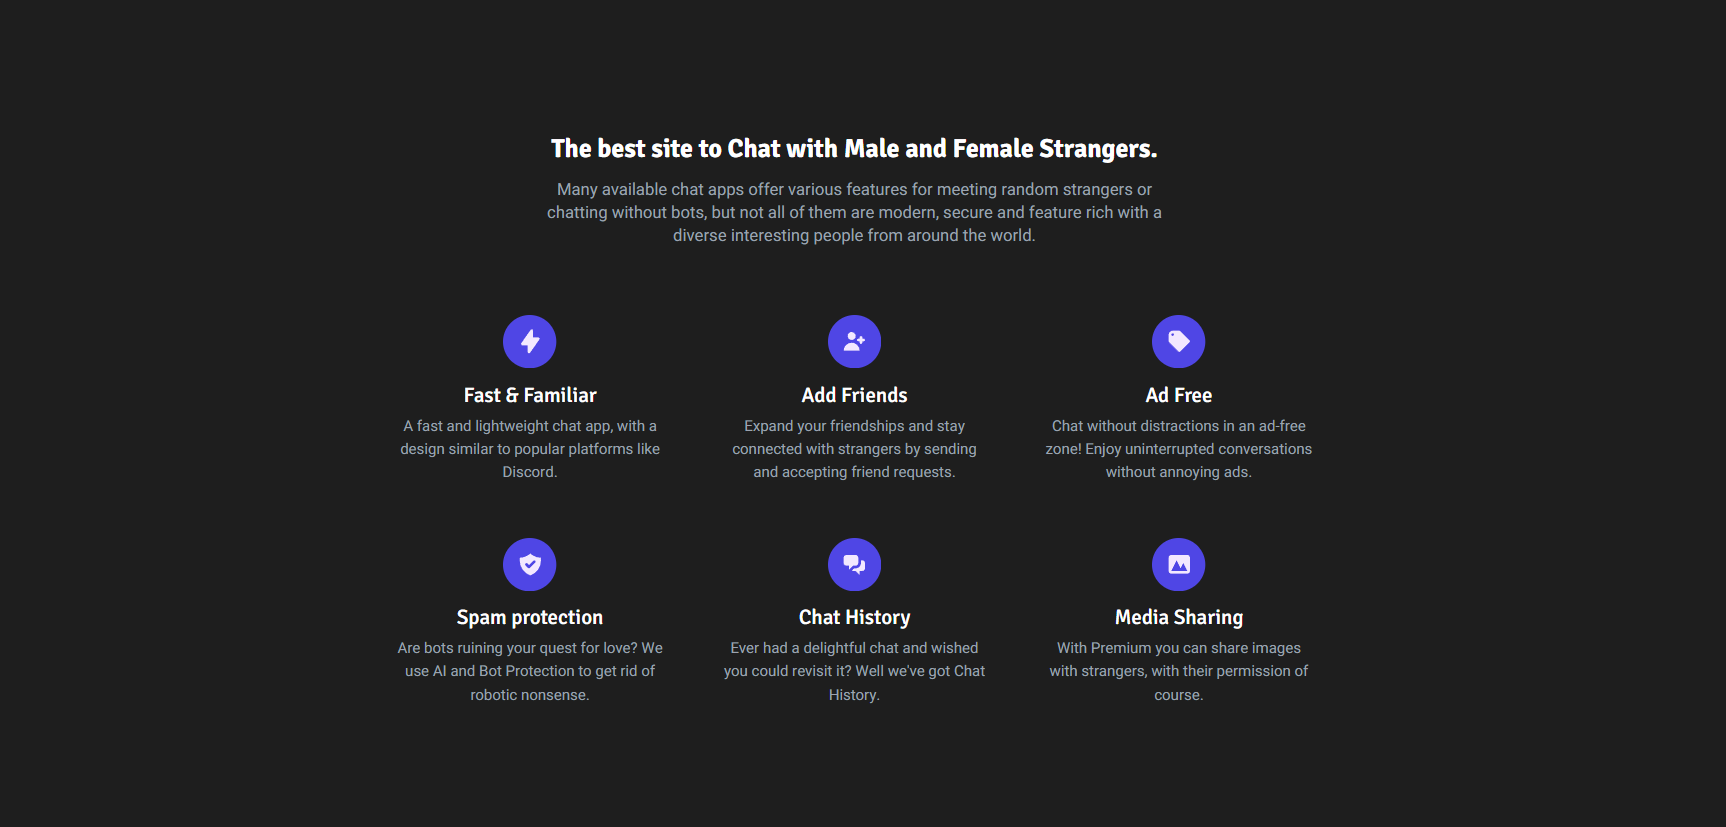 The best site to Chat with Male and Female Strangers.
Many available chat apps offer various features for meeting random strangers or
chatting without bots, but not all of them are modern, secure and feature rich with a
diverse interesting people from around the world.
Fast & Familiar
A fast and lightweight chat app, with a
design similar to popular platforms like
Discord.
Add Friends
Expand your friendships and stay
connected with strangers by sending
and accepting friend requests.
Ad Free
Chat without distractions in an ad-free
zone! Enjoy uninterrupted conversations
without annoying ads.
Spam protection
Are bots ruining your quest for love? We
use AI and Bot Protection to get rid of
robotic nonsense.
Chat History
Ever had a delightful chat and wished
you could revisit it? Well we've got Chat
History.
Media Sharing
With Premium you can share images
with strangers, with their permission of
course.